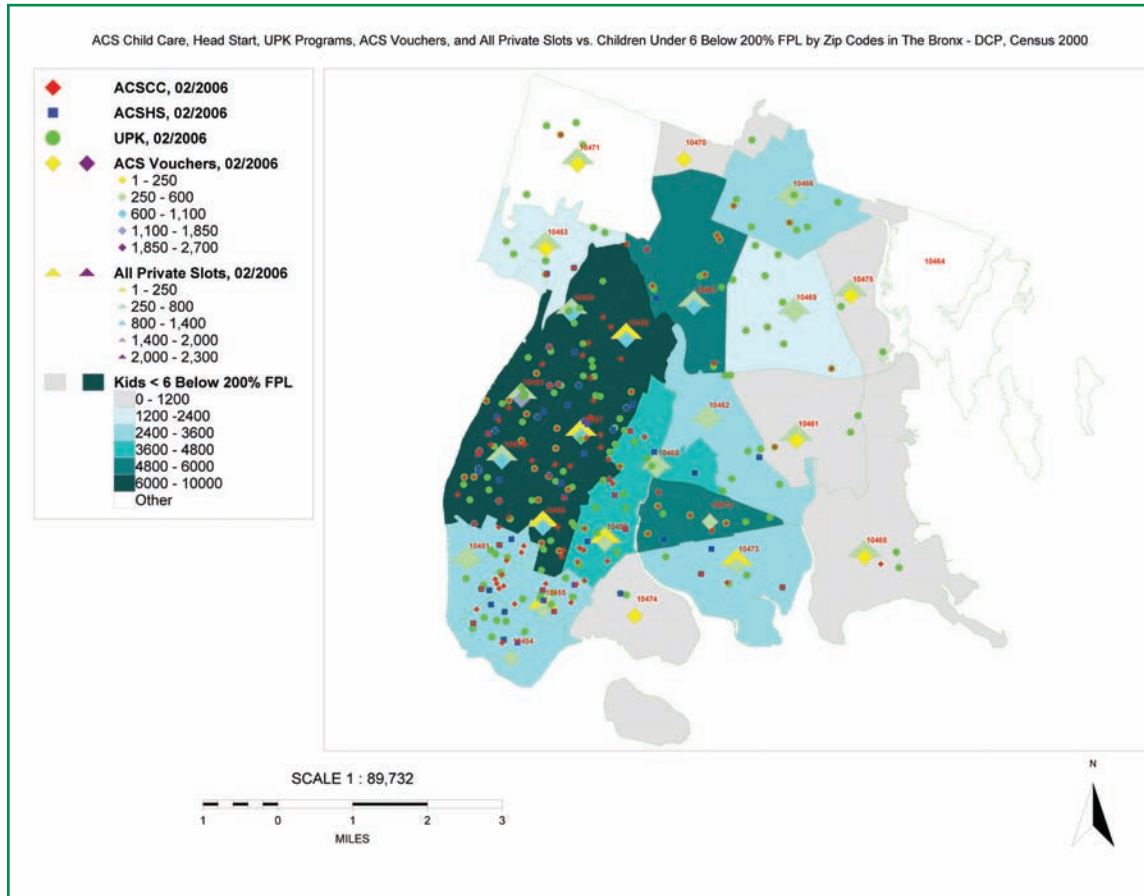 ACS Child Care, Head Start, UPK Programs, ACS Vouchers, and All Private Slots vs. Children Under 6 Below 200% FPL by Zip Codes in The Bronx - DCP, Census 2000
ACSCC, 02/2006
ACSHS, 02/2006
UPK, 02/2006
ACS Vouchers, 02/2006
1 - 250
250 - 600
600 - 1,100
1,100 - 1,850
1,850 - 2,700
All Private Slots, 02/2006
1 - 250
250 - 800
800 - 1,400
1,400 - 2,000
2,000 - 2,300
Kids < 6 Below 200% FPL
0 - 1200
1200 -2400
2400 - 3600
3600 - 4800
4800 - 6000
6000 - 10000
Other
10471
10470
10466
10463
10464
10475
10469
10462
10461
10451
10473
10465
10455
10474
10454
SCALE 1 : 89,732
1 0 1 2 3
MILES
N